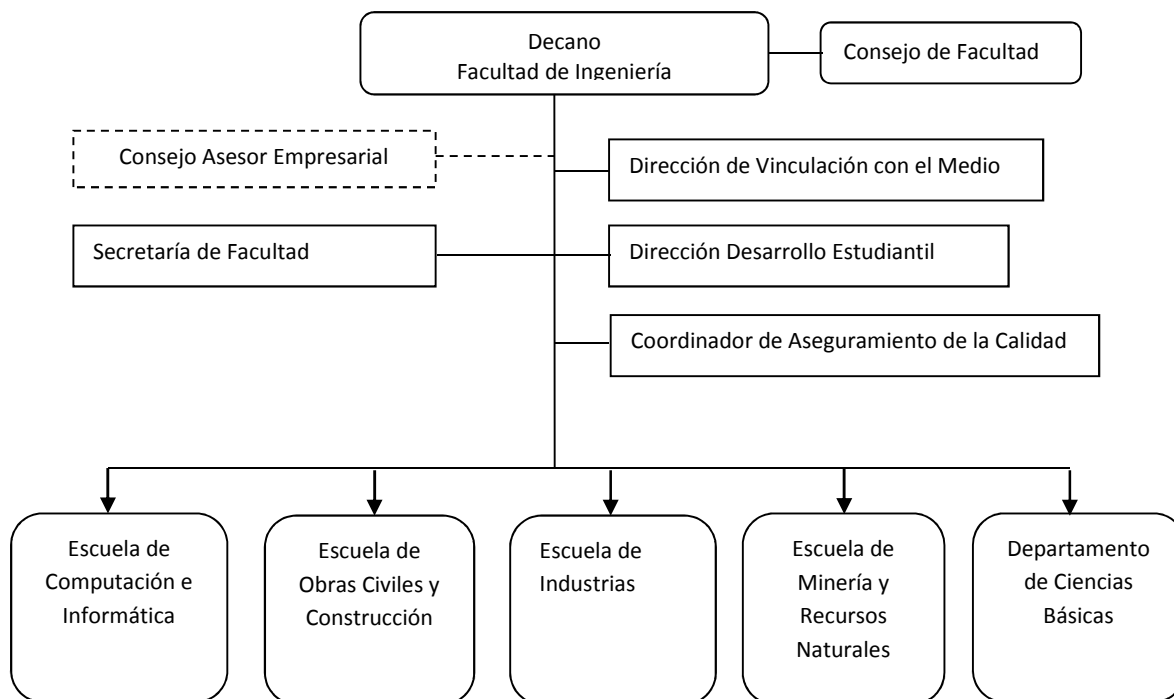 Decano
Facultad de Ingeniería
Consejo de Facultad
Consejo Asesor Empresarial
Dirección de Vinculación con el Medio
Secretaría de Facultad
Dirección Desarrollo Estudiantil
Coordinador de Aseguramiento de la Calidad
Escuela de
Computación e
Informática
Escuela de
Obras Civiles y
Construcción
Escuela de
Industrias
Escuela de
Minería y
Recursos
Naturales
Departamento
de Ciencias
Básicas